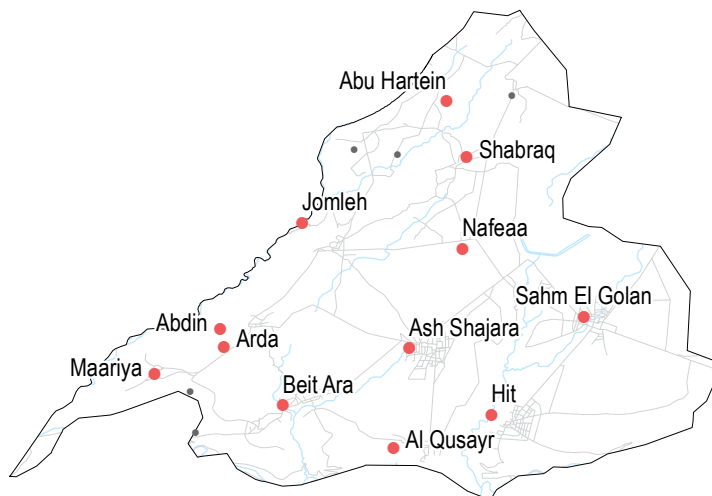 Abu Hartein
Shabraq
Jomleh
Nafeaa
Sahm El Golan
Abdin
Arda
Ash Shajara
Maariya
Beit Ara
Hit
Al Qusayr